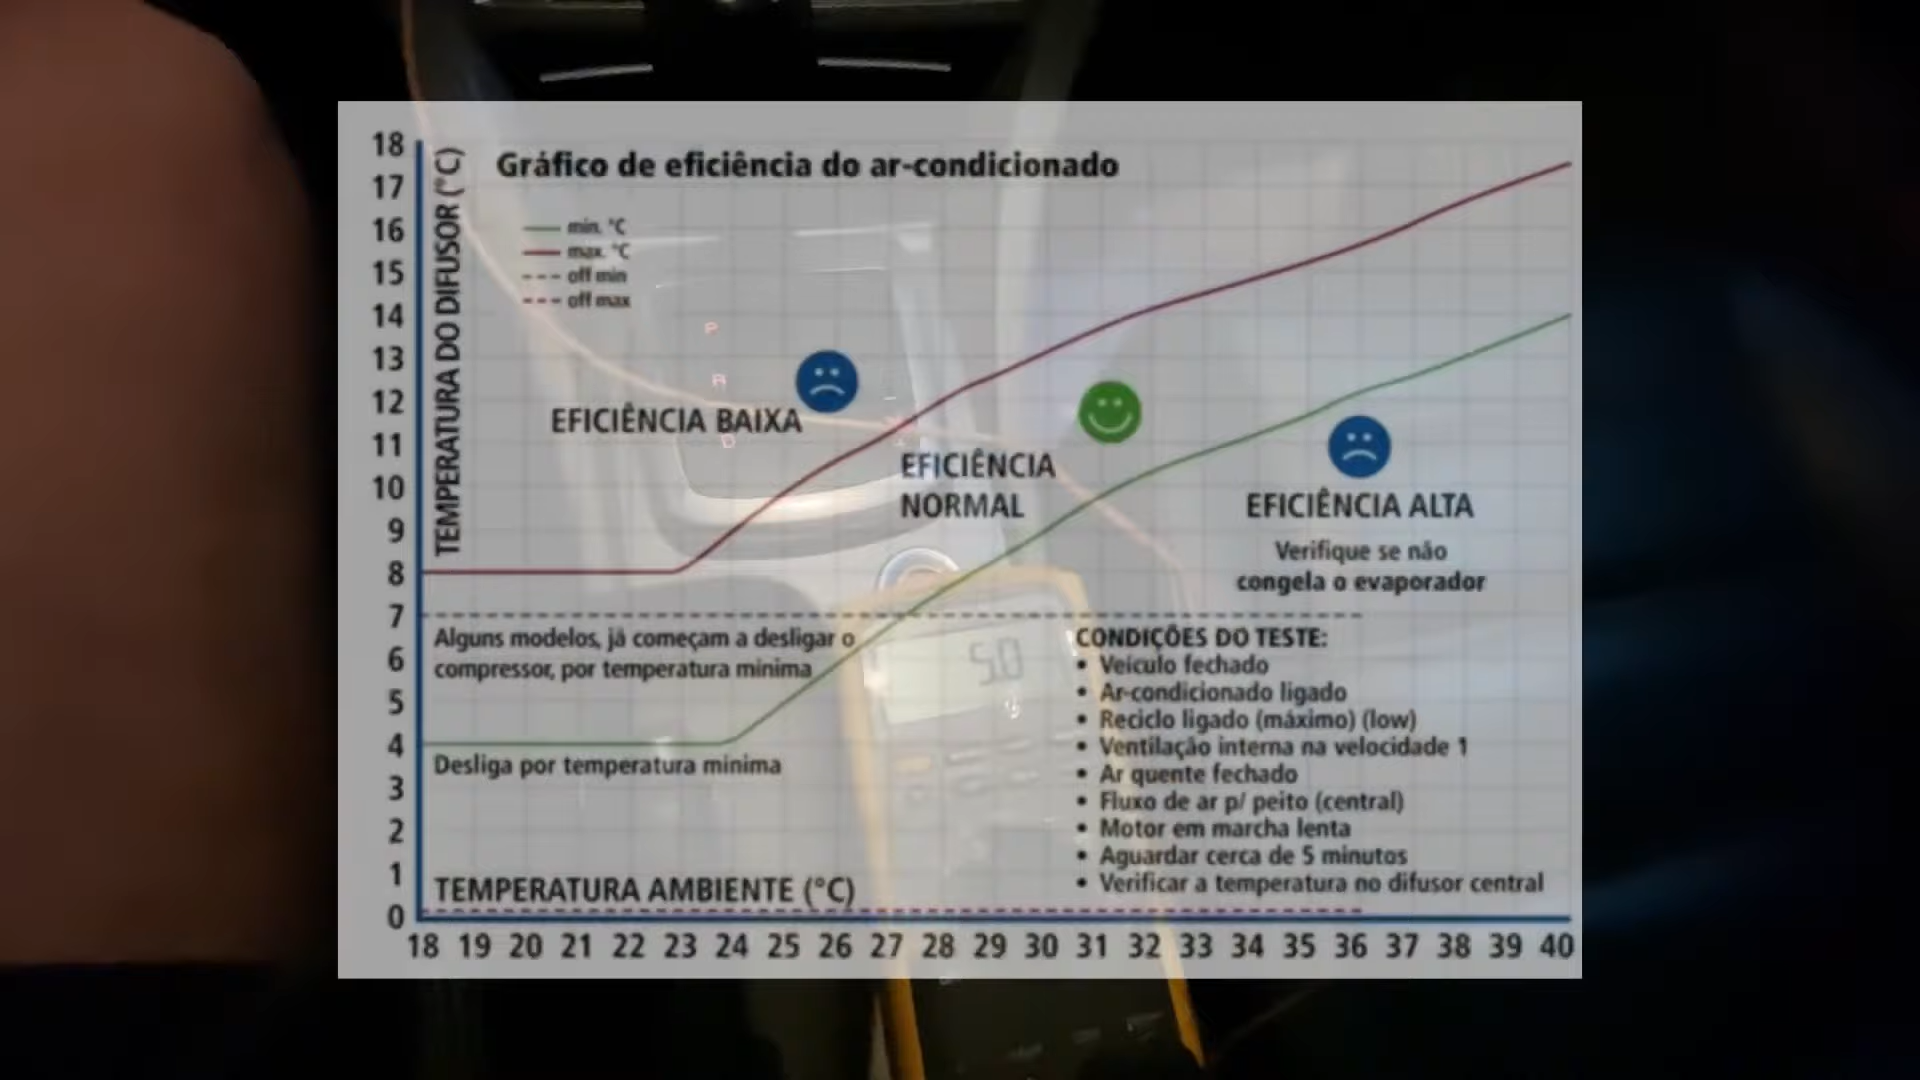 Gráfico de eficiência do ar-condicionado
TEMPERATURA DO DIFUSOR (°C)
18
17
16
15
14
13
12
11
10
9
8
7
6
5
4
3
2
1
0
min. °C
max. °C
off min
off max
P
R
D
EFICIÊNCIA BAIXA
EFICIÊNCIA
NORMAL
EFICIÊNCIA ALTA
Verifique se não
congela o evaporador
Alguns modelos, já começam a desligar o
compressor, por temperatura minima
Desliga por temperatura minima
5.0
CONDIÇÕES DO TESTE:
• Veículo fechado
• Ar-condicionado ligado
• Reciclo ligado (máximo) (low)
• Ventilação interna na velocidade 1
• Ar quente fechado
• Fluxo de ar p/ peito (central)
• Motor em marcha lenta
• Aguardar cerca de 5 minutos
• Verificar a temperatura no difusor central
TEMPERATURA AMBIENTE (°C)
18 19 20 21 22 23 24 25 26 27 28 29 30 31 32 33 34 35 36 37 38 39 40